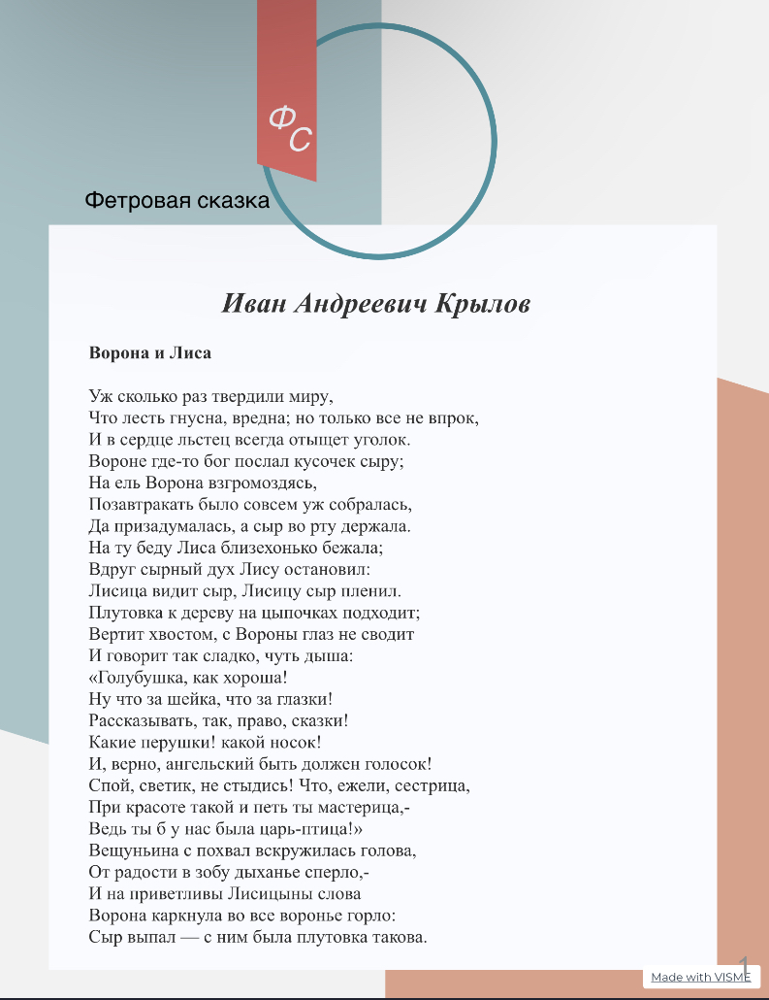 Ф
С
Фетровая сказка
Иван Андреевич Крылов
Ворона и Лиса
Уж сколько раз твердили миру,
Что лесть гнусна, вредна; но только все не впрок,
И в сердце льстец всегда отыщет уголок.
Вороне где-то бог послал кусочек сыру;
На ель Ворона взгромоздясь,
Позавтракать было совсем уж собралась,
Да призадумалась, а сыр во рту держала.
На ту беду Лиса близехонько бежала;
Вдруг сырный дух Лису остановил:
Лисица видит сыр, Лисицу сыр пленил.
Плутовка к дереву на цыпочках подходит;
Вертит хвостом, с Вороны глаз не сводит
И говорит так сладко, чуть дыша:
«Голубушка, как хороша!
Ну что за шейка, что за глазки!
Рассказывать, так, право, сказки!
Какие перушки! какой носок!
И, верно, ангельский быть должен голосок!
Спой, светик, не стыдись! Что, ежели, сестрица,
При красоте такой и петь ты мастерица,-
Ведь ты б у нас была царь-птица!»
Вещуньина с похвал вскружилась голова,
От радости в зобу дыханье сперло,-
И на приветливы Лисицыны слова
Ворона каркнула во все воронье горло:
Сыр выпал — с ним была плутовка такова.
1
Made with VISME